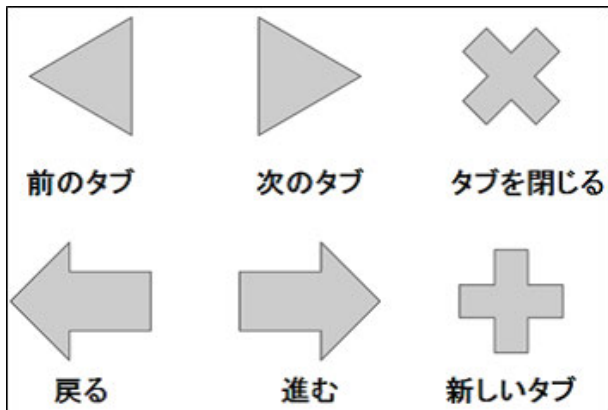 前のタブ
次のタブ
タブを閉じる
戻る
進む
新しいタブ